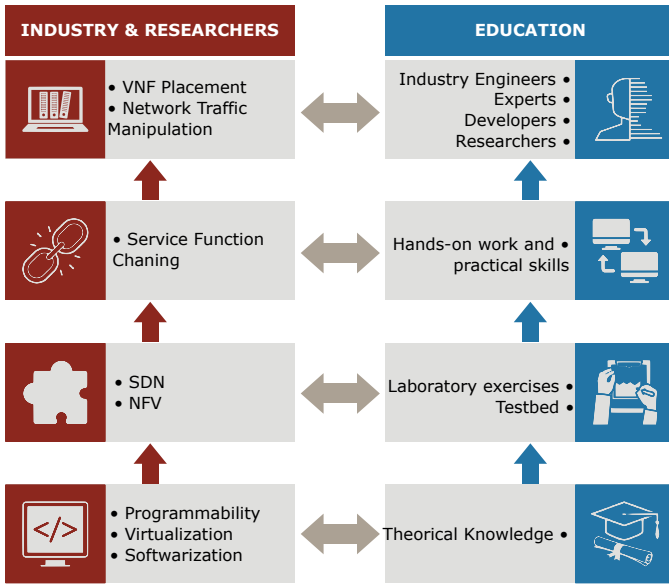 INDUSTRY & RESEARCHERS
EDUCATION
• VNF Placement
• Network Traffic
Manipulation
Industry Engineers •
Experts •
Developers •
Researchers •
• Service Function
Chaning
Hands-on work and •
practical skills
• SDN
• NFV
Laboratory exercises •
Testbed •
</>
• Programmability
• Virtualization
• Softwarization
Theorical Knowledge •